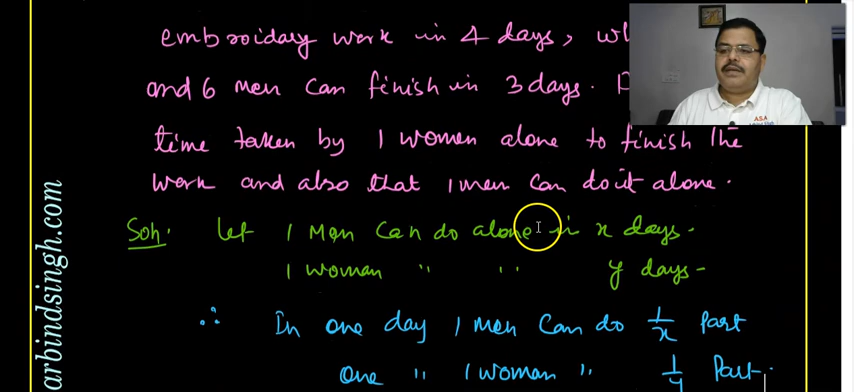 embroidary work in 4 days,
and 6 men can finish in 3 days.
time taken by 1 women alone to finish the
work and also that 1 men can do it alone.
Soln. Let 1 Man can do alone in x days.
1 woman " " y days
∴ In one day 1 men can do 1/x Part
one " 1 woman " 1/y Part.
arbindsingh.com
A.S.A